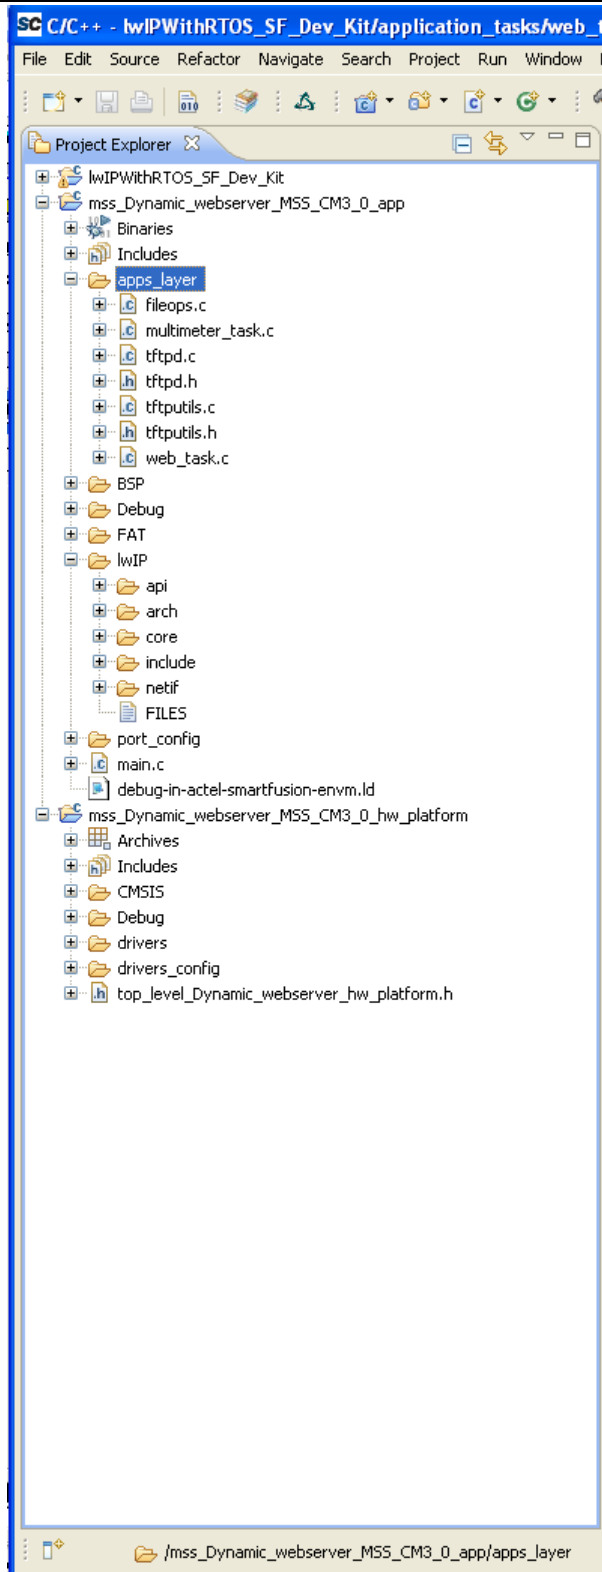 SC C/C++ - lwIPWithRTOS_SF_Dev_Kit/application_tasks/web_t
File Edit Source Refactor Navigate Search Project Run Window
Project Explorer
lwIPWithRTOS_SF_Dev_Kit
mss_Dynamic_webserver_MSS_CM3_0_app
Binaries
Includes
apps_layer
fileops.c
multimeter_task.c
tftpd.c
tftpd.h
tftputils.c
tftputils.h
web_task.c
BSP
Debug
FAT
lwIP
api
arch
core
include
netif
FILES
port_config
main.c
debug-in-actel-smartfusion-envm.ld
mss_Dynamic_webserver_MSS_CM3_0_hw_platform
Archives
Includes
CMSIS
Debug
drivers
drivers_config
top_level_Dynamic_webserver_hw_platform.h
/mss_Dynamic_webserver_MSS_CM3_0_app/apps_layer